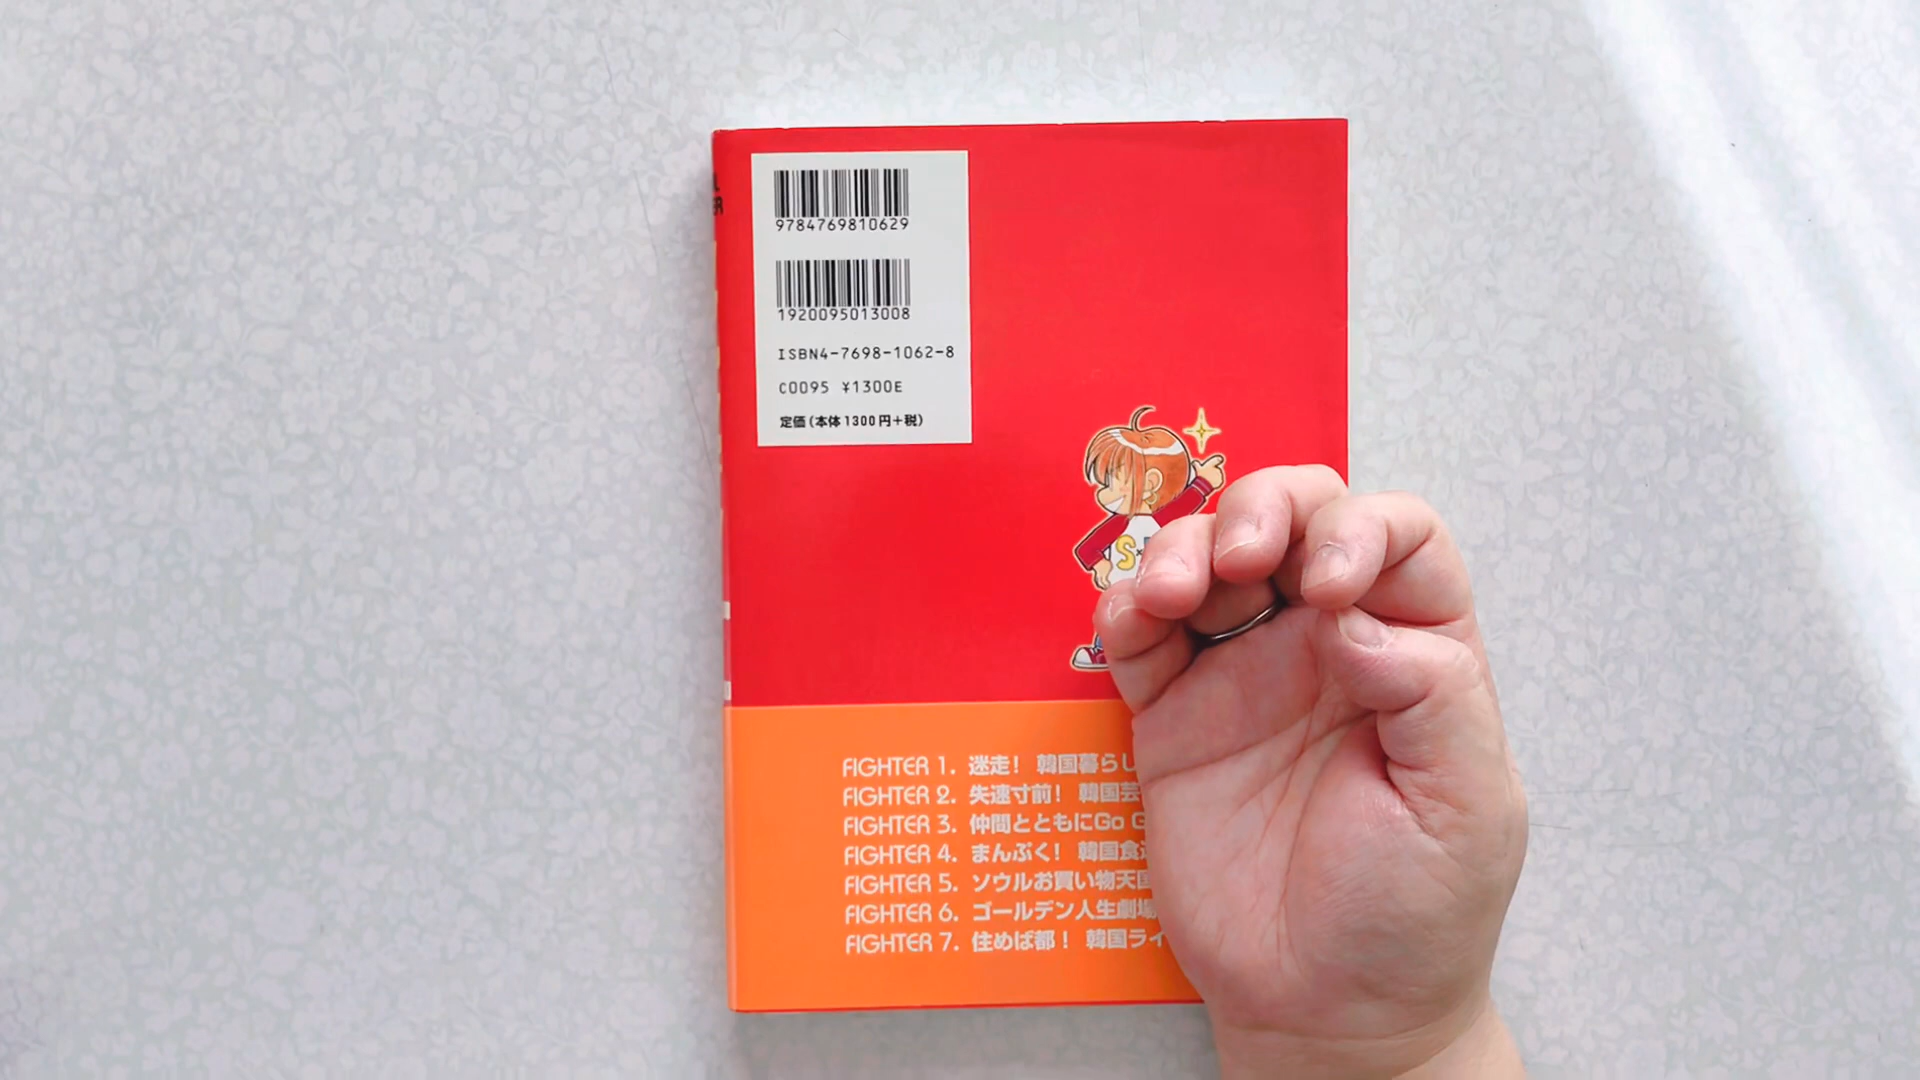 9784769810629
1920095013008
ISBN4-7698-1062-8
C0095 ¥1300E
定価(本体1300円+税)
S
FIGHTER 1. 迷走! 韓国暮らし
FIGHTER 2. 失速寸前! 韓国芸
FIGHTER 3. 仲間とともにGo G
FIGHTER 4. まんぷく! 韓国食
FIGHTER 5. ソウルお買い物天国
FIGHTER 6. ゴールデン人生劇場
FIGHTER 7. 住めば都! 韓国ライ